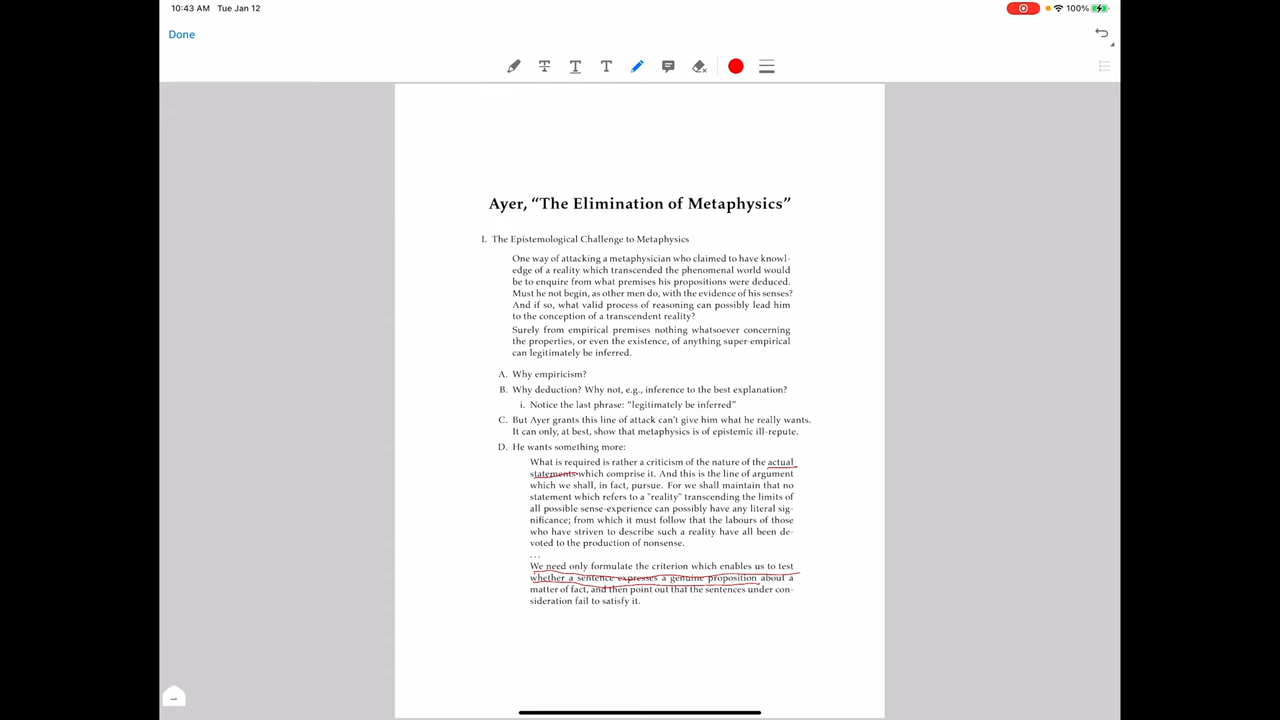 10:43 AM Tue Jan 12
100%
Done
T T T
Ayer, “The Elimination of Metaphysics”
I. The Epistemological Challenge to Metaphysics
One way of attacking a metaphysician who claimed to have knowl-
edge of a reality which transcended the phenomenal world would
be to enquire from what premises his propositions were deduced.
Must he not begin, as other men do, with the evidence of his senses?
And if so, what valid process of reasoning can possibly lead him
to the conception of a transcendent reality?
Surely from empirical premises nothing whatsoever concerning
the properties, or even the existence, of anything super-empirical
can legitimately be inferred.
A. Why empiricism?
B. Why deduction? Why not, e.g., inference to the best explanation?
i. Notice the last phrase: “legitimately be inferred”
C. But Ayer grants this line of attack can’t give him what he really wants.
It can only, at best, show that metaphysics is of epistemic ill-repute.
D. He wants something more:
What is required is rather a criticism of the nature of the actual
statements which comprise it. And this is the line of argument
which we shall, in fact, pursue. For we shall maintain that no
statement which refers to a "reality" transcending the limits of
all possible sense-experience can possibly have any literal sig-
nificance; from which it must follow that the labours of those
who have striven to describe such a reality have all been de-
voted to the production of nonsense.
...
We need only formulate the criterion which enables us to test
whether a sentence expresses a genuine proposition about a
matter of fact, and then point out that the sentences under con-
sideration fail to satisfy it.